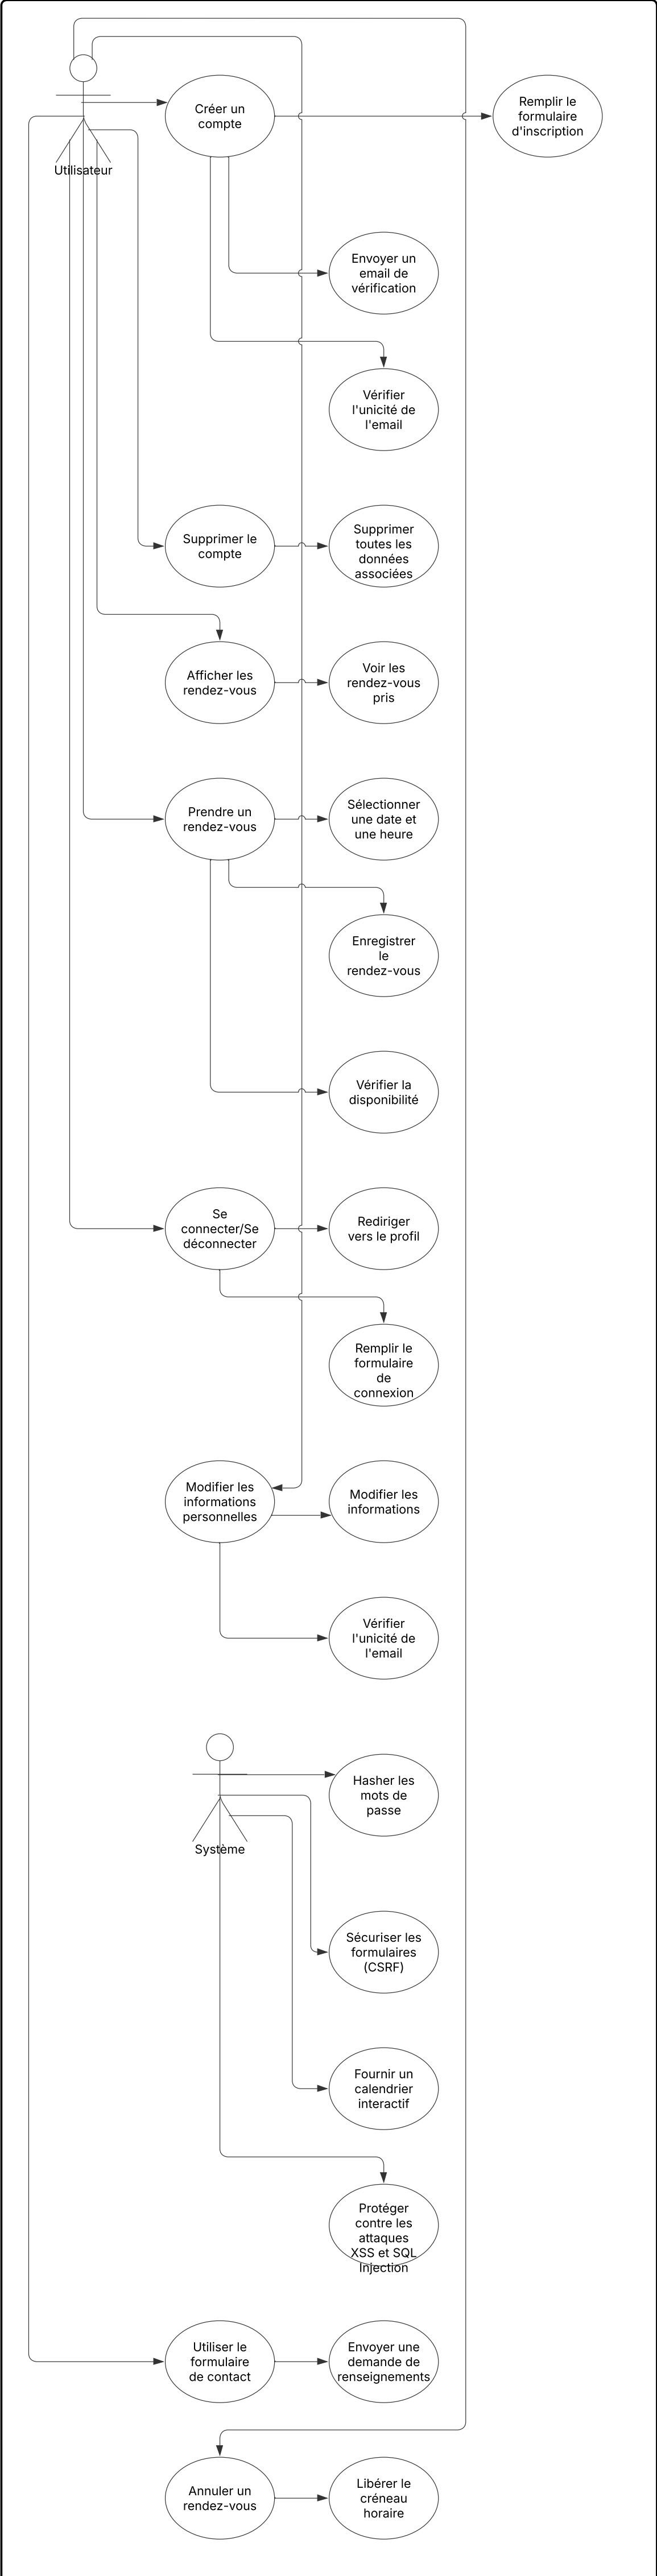 Créer un
compte
Remplir le
formulaire
d'inscription
Utilisateur
Envoyer un
email de
vérification
Vérifier
l'unicité de
l'email
Supprimer le
compte
Supprimer
toutes les
données
associées
Afficher les
rendez-vous
Voir les
rendez-vous
pris
Prendre un
rendez-vous
Sélectionner
une date et
une heure
Enregistrer
le
rendez-vous
Vérifier la
disponibilité
Se
connecter/Se
déconnecter
Rediriger
vers le profil
Remplir le
formulaire
de
connexion
Modifier les
informations
personnelles
Modifier les
informations
Vérifier
l'unicité de
l'email
Hasher les
mots de
passe
Système
Sécuriser les
formulaires
(CSRF)
Fournir un
calendrier
interactif
Protéger
contre les
attaques
XSS et SQL
Injection
Utiliser le
formulaire
de contact
Envoyer une
demande de
renseignements
Annuler un
rendez-vous
Libérer le
créneau
horaire